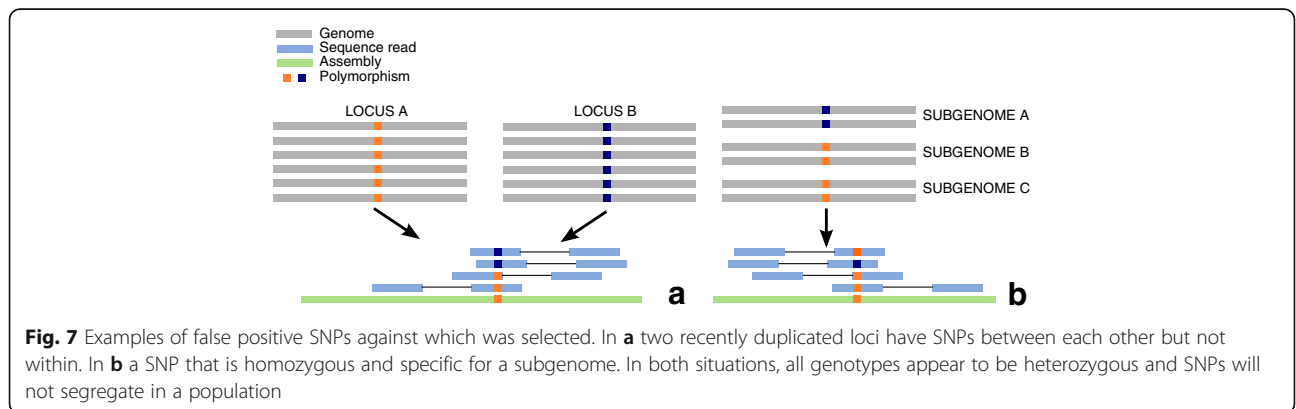 Genome
Sequence read
Assembly
Polymorphism
LOCUS A
LOCUS B
SUBGENOME A
SUBGENOME B
SUBGENOME C
a
b
Fig. 7 Examples of false positive SNPs against which was selected. In a two recently duplicated loci have SNPs between each other but not
within. In b a SNP that is homozygous and specific for a subgenome. In both situations, all genotypes appear to be heterozygous and SNPs will
not segregate in a population